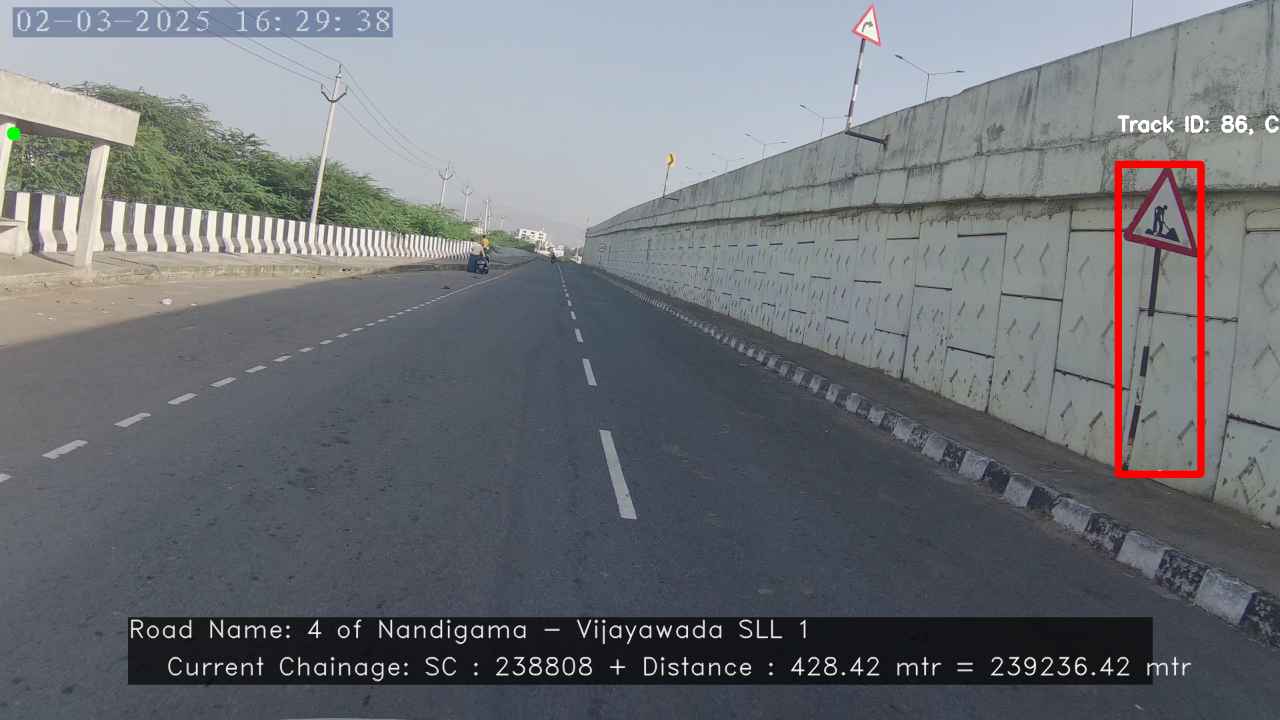 02-03-2025 16:29:38
Track ID: 86, C
Road Name: 4 of Nandigama - Vijayawada SLL 1
Current Chainage: SC : 238808 + Distance : 428.42 mtr = 239236.42 mtr